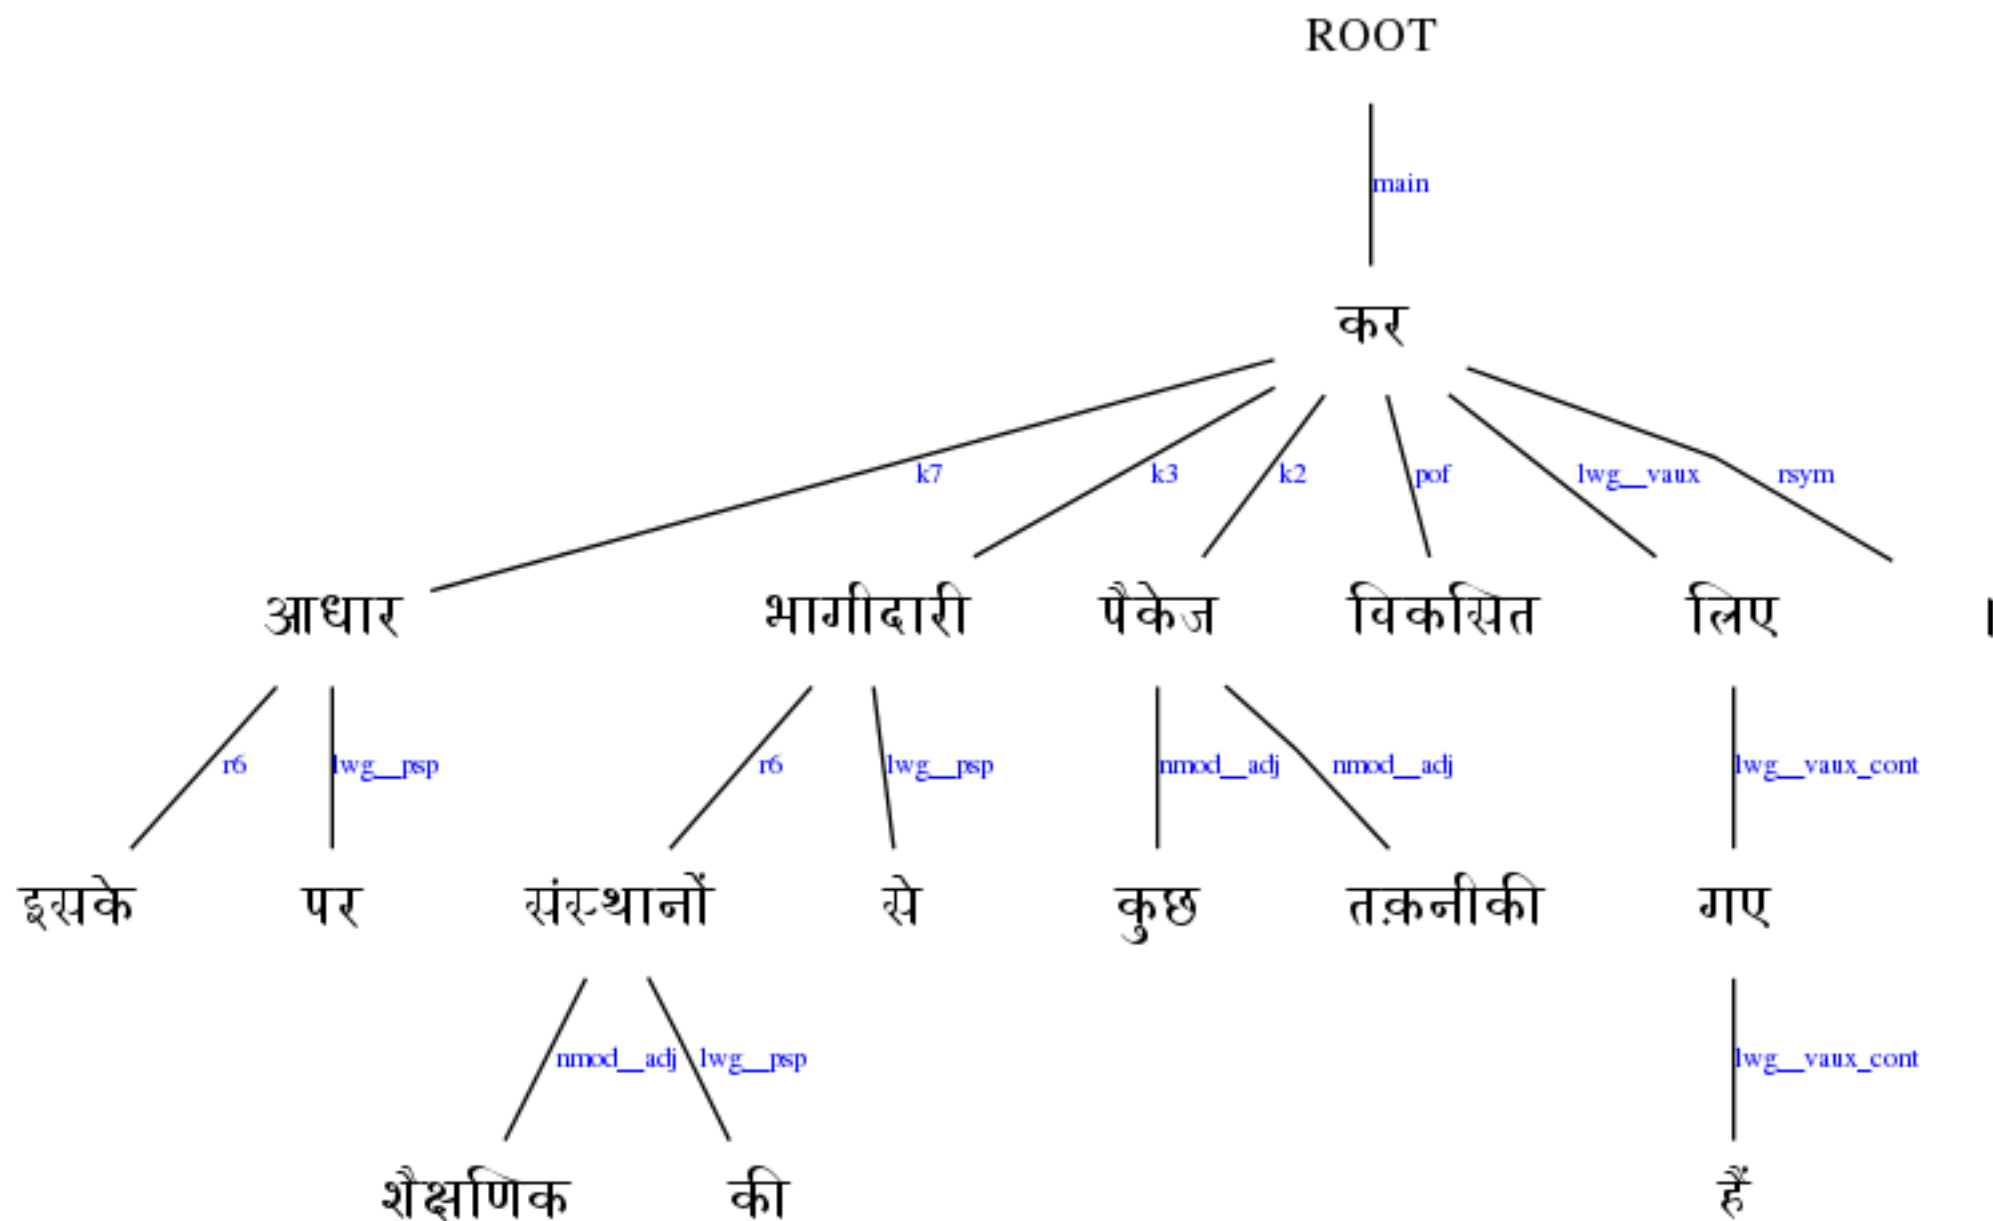 ROOT
main
कर
k7 k3 k2 pof lwg__vaux rsym
आधार भागीदारी पैकेज विकसित लिए ।
r6 lwg__psp r6 lwg__psp nmod__adj nmod__adj lwg__vaux_cont
इसके पर संस्थानों से कुछ तक़नीकी गए
nmod__adj lwg__psp lwg__vaux_cont
शैक्षणिक की हैं